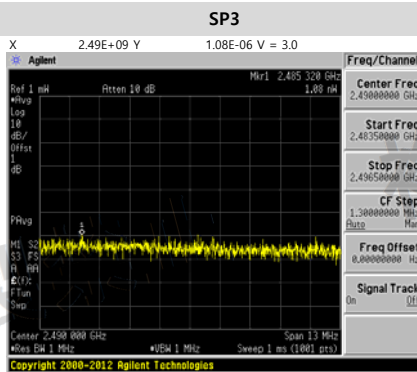 SP3
X 2.49E+09 Y 1.08E-06 V = 3.0
Agilent
Freq/Channel
Mkr1 2.485 320 GHz
Ref 1 mW Atten 10 dB 1.08 nW
#Avg
Log
10
dB/
Offst
1
dB
PAvg
1
M1 S2
S3 FS
A AA
£(f):
FTun
Swp
Center 2.490 000 GHz Span 13 MHz
#Res BW 1 MHz #VBW 1 MHz Sweep 1 ms (1001 pts)
Copyright 2000-2012 Agilent Technologies
Center Freq
2.49000000 GHz
Start Freq
2.48350000 GHz
Stop Freq
2.49650000 GHz
CF Step
1.30000000 MHz
Auto Man
Freq Offset
0.00000000 Hz
Signal Track
On Off